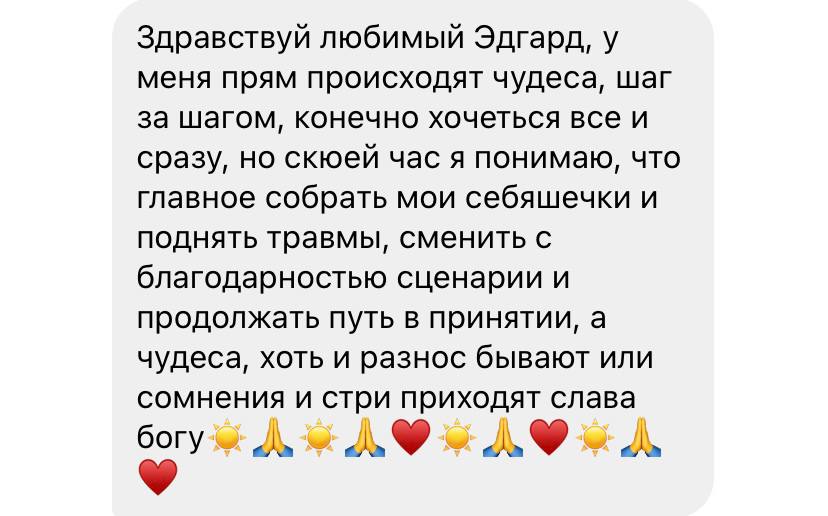 Здравствуй любимый Эдгард, у
меня прям происходят чудеса, шаг
за шагом, конечно хочеться все и
сразу, но скюей час я понимаю, что
главное собрать мои себяшечки и
поднять травмы, сменить с
благодарностью сценарии и
продолжать путь в принятии, а
чудеса, хоть и разнос бывают или
сомнения и стри приходят слава
богу☀️🙏☀️🙏♥️☀️🙏♥️☀️🙏
♥️